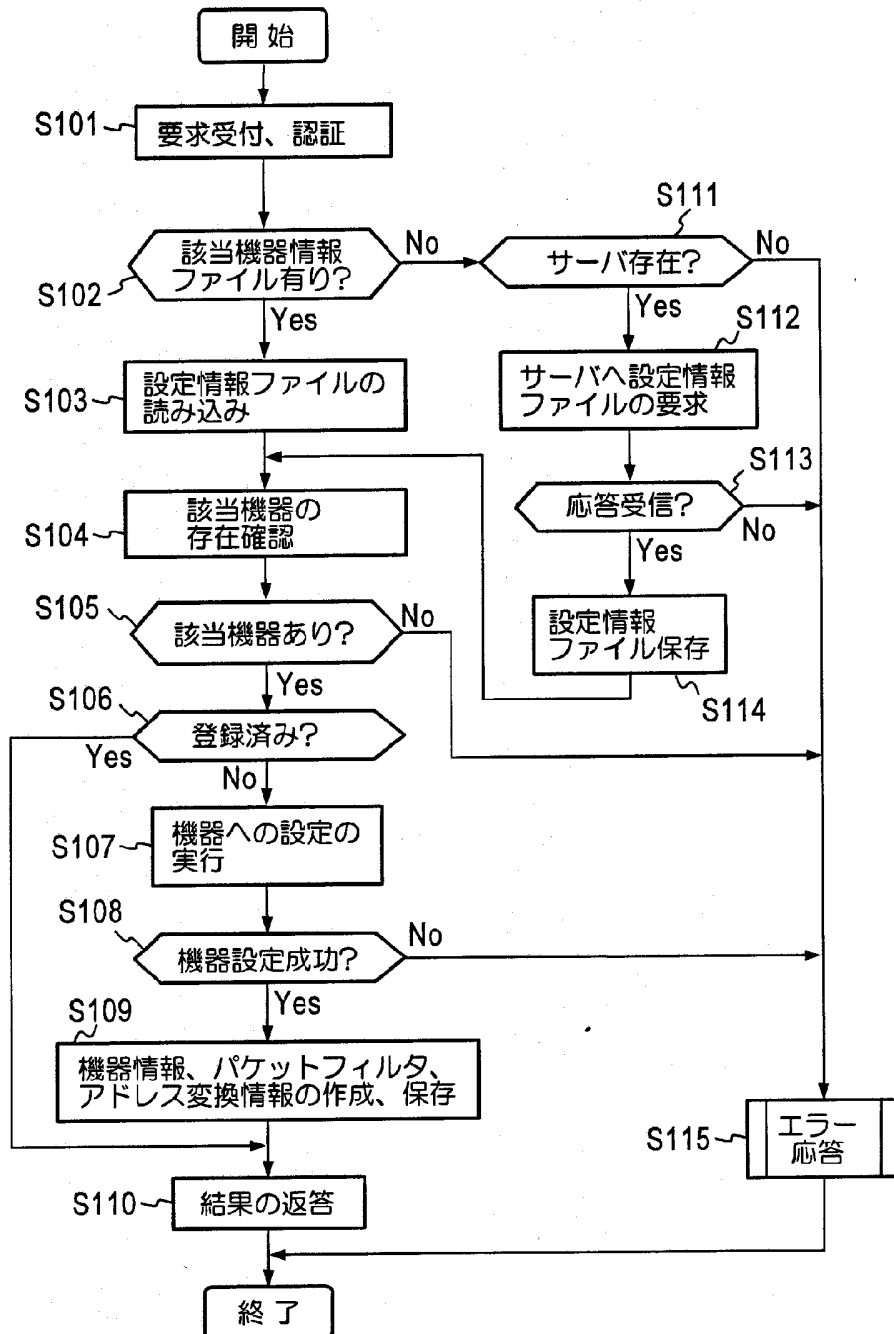 開始
S101
要求受付、認証
S102
該当機器情報
ファイル有り?
No
Yes
S111
サーバ存在?
No
Yes
S103
設定情報ファイルの
読み込み
S112
サーバへ設定情報
ファイルの要求
S113
応答受信?
No
Yes
S104
該当機器の
存在確認
S105
該当機器あり?
No
Yes
設定情報
ファイル保存
S114
S106
登録済み?
Yes
No
S107
機器への設定の
実行
S108
機器設定成功?
No
Yes
S109
機器情報、パケットフィルタ、
アドレス変換情報の作成、保存
S115
エラー
応答
S110
結果の返答
終了